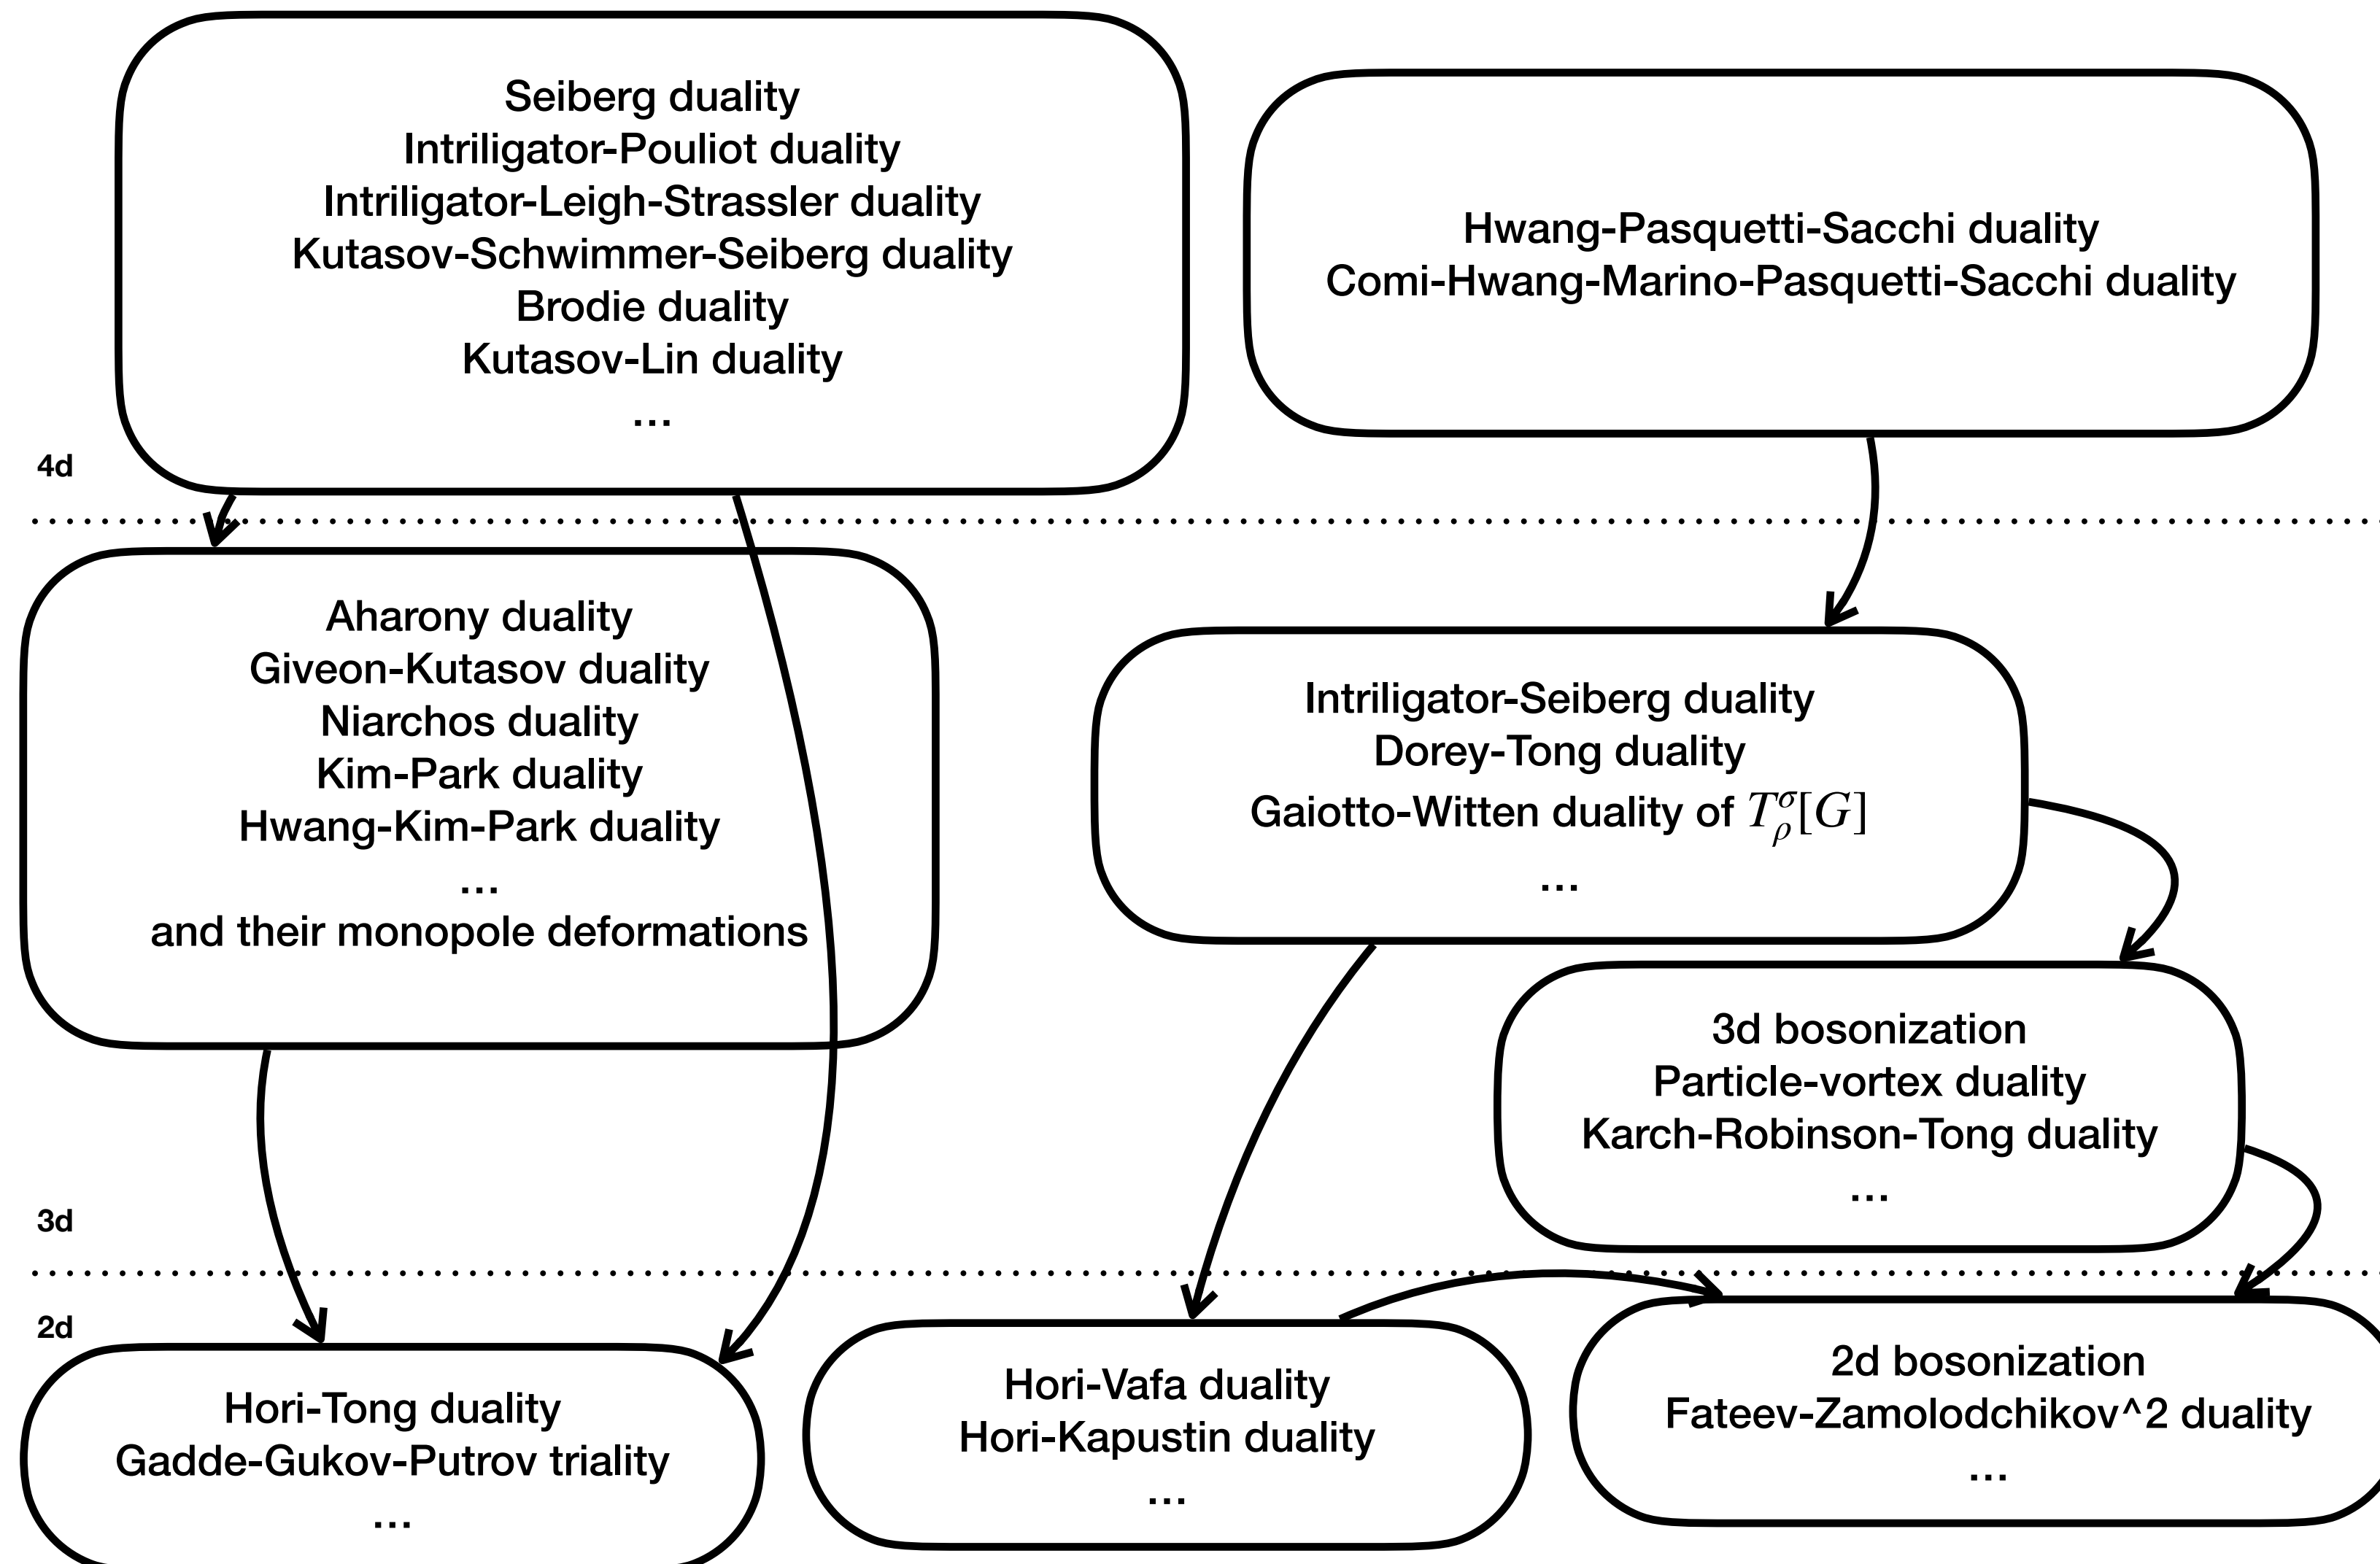 Seiberg duality
Intriligator-Pouliot duality
Intriligator-Leigh-Strassler duality
Kutasov-Schwimmer-Seiberg duality
Brodie duality
Kutasov-Lin duality
...
Hwang-Pasquetti-Sacchi duality
Comi-Hwang-Marino-Pasquetti-Sacchi duality
4d
Aharony duality
Giveon-Kutasov duality
Niarchos duality
Kim-Park duality
Hwang-Kim-Park duality
...
and their monopole deformations
Intriligator-Seiberg duality
Dorey-Tong duality
Gaiotto-Witten duality of $T_\rho^\sigma[G]$
...
3d bosonization
Particle-vortex duality
Karch-Robinson-Tong duality
...
3d
2d
Hori-Tong duality
Gadde-Gukov-Putrov triality
...
Hori-Vafa duality
Hori-Kapustin duality
...
2d bosonization
Fateev-Zamolodchikov^2 duality
...